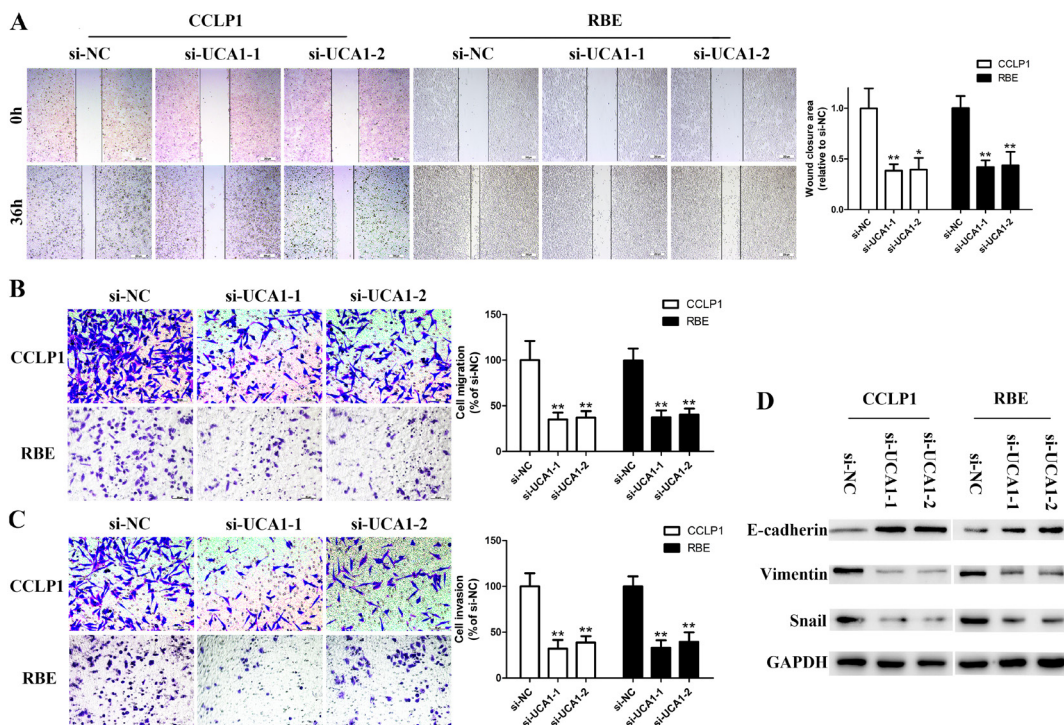 A
CCLP1
RBE
si-NC si-UCA1-1 si-UCA1-2 si-NC si-UCA1-1 si-UCA1-2
0h
36h
CCLP1
RBE
Wound closure area
(relative to si-NC)
1.0
0.5
0.0
** * ** **
si-NC si-UCA1-1 si-UCA1-2 si-NC si-UCA1-1 si-UCA1-2
B
si-NC si-UCA1-1 si-UCA1-2
CCLP1
RBE
CCLP1
RBE
Cell migration
(% of si-NC)
150
100
50
0
** ** ** **
si-NC si-UCA1-1 si-UCA1-2 si-NC si-UCA1-1 si-UCA1-2
C
si-NC si-UCA1-1 si-UCA1-2
CCLP1
RBE
CCLP1
RBE
Cell invasion
(% of si-NC)
150
100
50
0
** ** ** **
si-NC si-UCA1-1 si-UCA1-2 si-NC si-UCA1-1 si-UCA1-2
D
CCLP1 RBE
si-NC si-UCA1-1 si-UCA1-2 si-NC si-UCA1-1 si-UCA1-2
E-cadherin
Vimentin
Snail
GAPDH